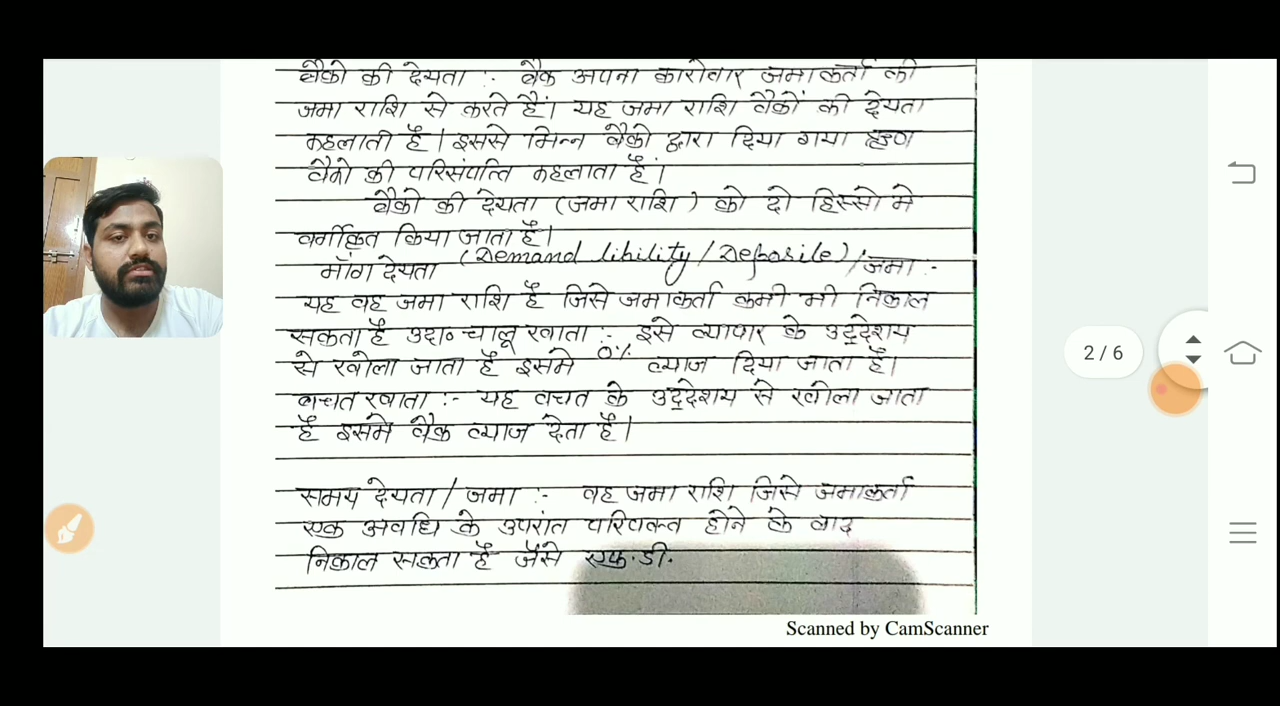 बैंको की देयता :- बैंक अपना कारोबार जमाकर्ता की
जमा राशि से करते हैं। यह जमा राशि बैंकों की देयता
कहलाती है। इससे भिन्न बैंको द्वारा दिया गया ऋण
बैंको की परिसंपत्ति कहलाता है।
बैंको की देयता (जमा राशि) को दो हिस्सो मे
वर्गीकृत किया जाता है।
मॉंग देयता (Demand libility / Deposite) / जमा :-
यह वह जमा राशि है जिसे जमाकर्ता कभी भी निकाल
सकता है उदा० चालू खाता :- इसे व्यापार के उद्देशय
से खोला जाता है इसमे 0% ब्याज दिया जाता है।
बचत खाता :- यह बचत के उद्देशय से खोला जाता
है इसमे बैंक ब्याज देता है।
समय देयता / जमा :- वह जमा राशि जिसे जमाकर्ता
एक अवधि के उपरांत परिपक्व होने के बाद
निकाल सकता है जैसे एफ.डी.
Scanned by CamScanner
2 / 6